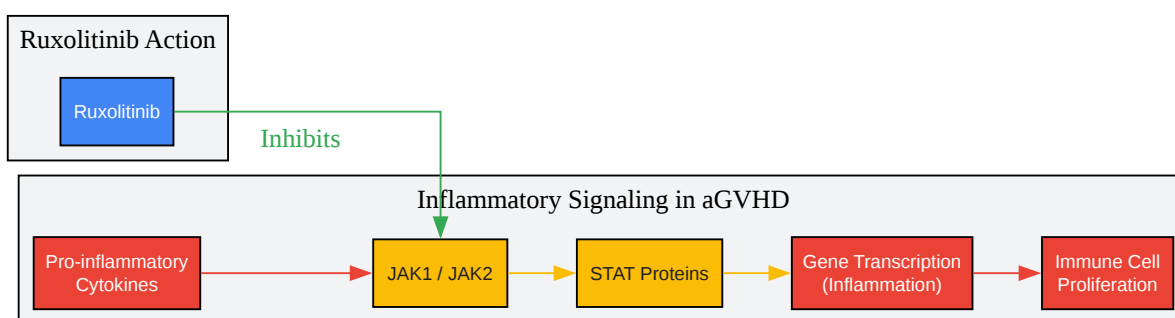 Ruxolitinib Action
Ruxolitinib
Inhibits
Inflammatory Signaling in aGVHD
Pro-inflammatory
Cytokines
JAK1 / JAK2
STAT Proteins
Gene Transcription
(Inflammation)
Immune Cell
Proliferation